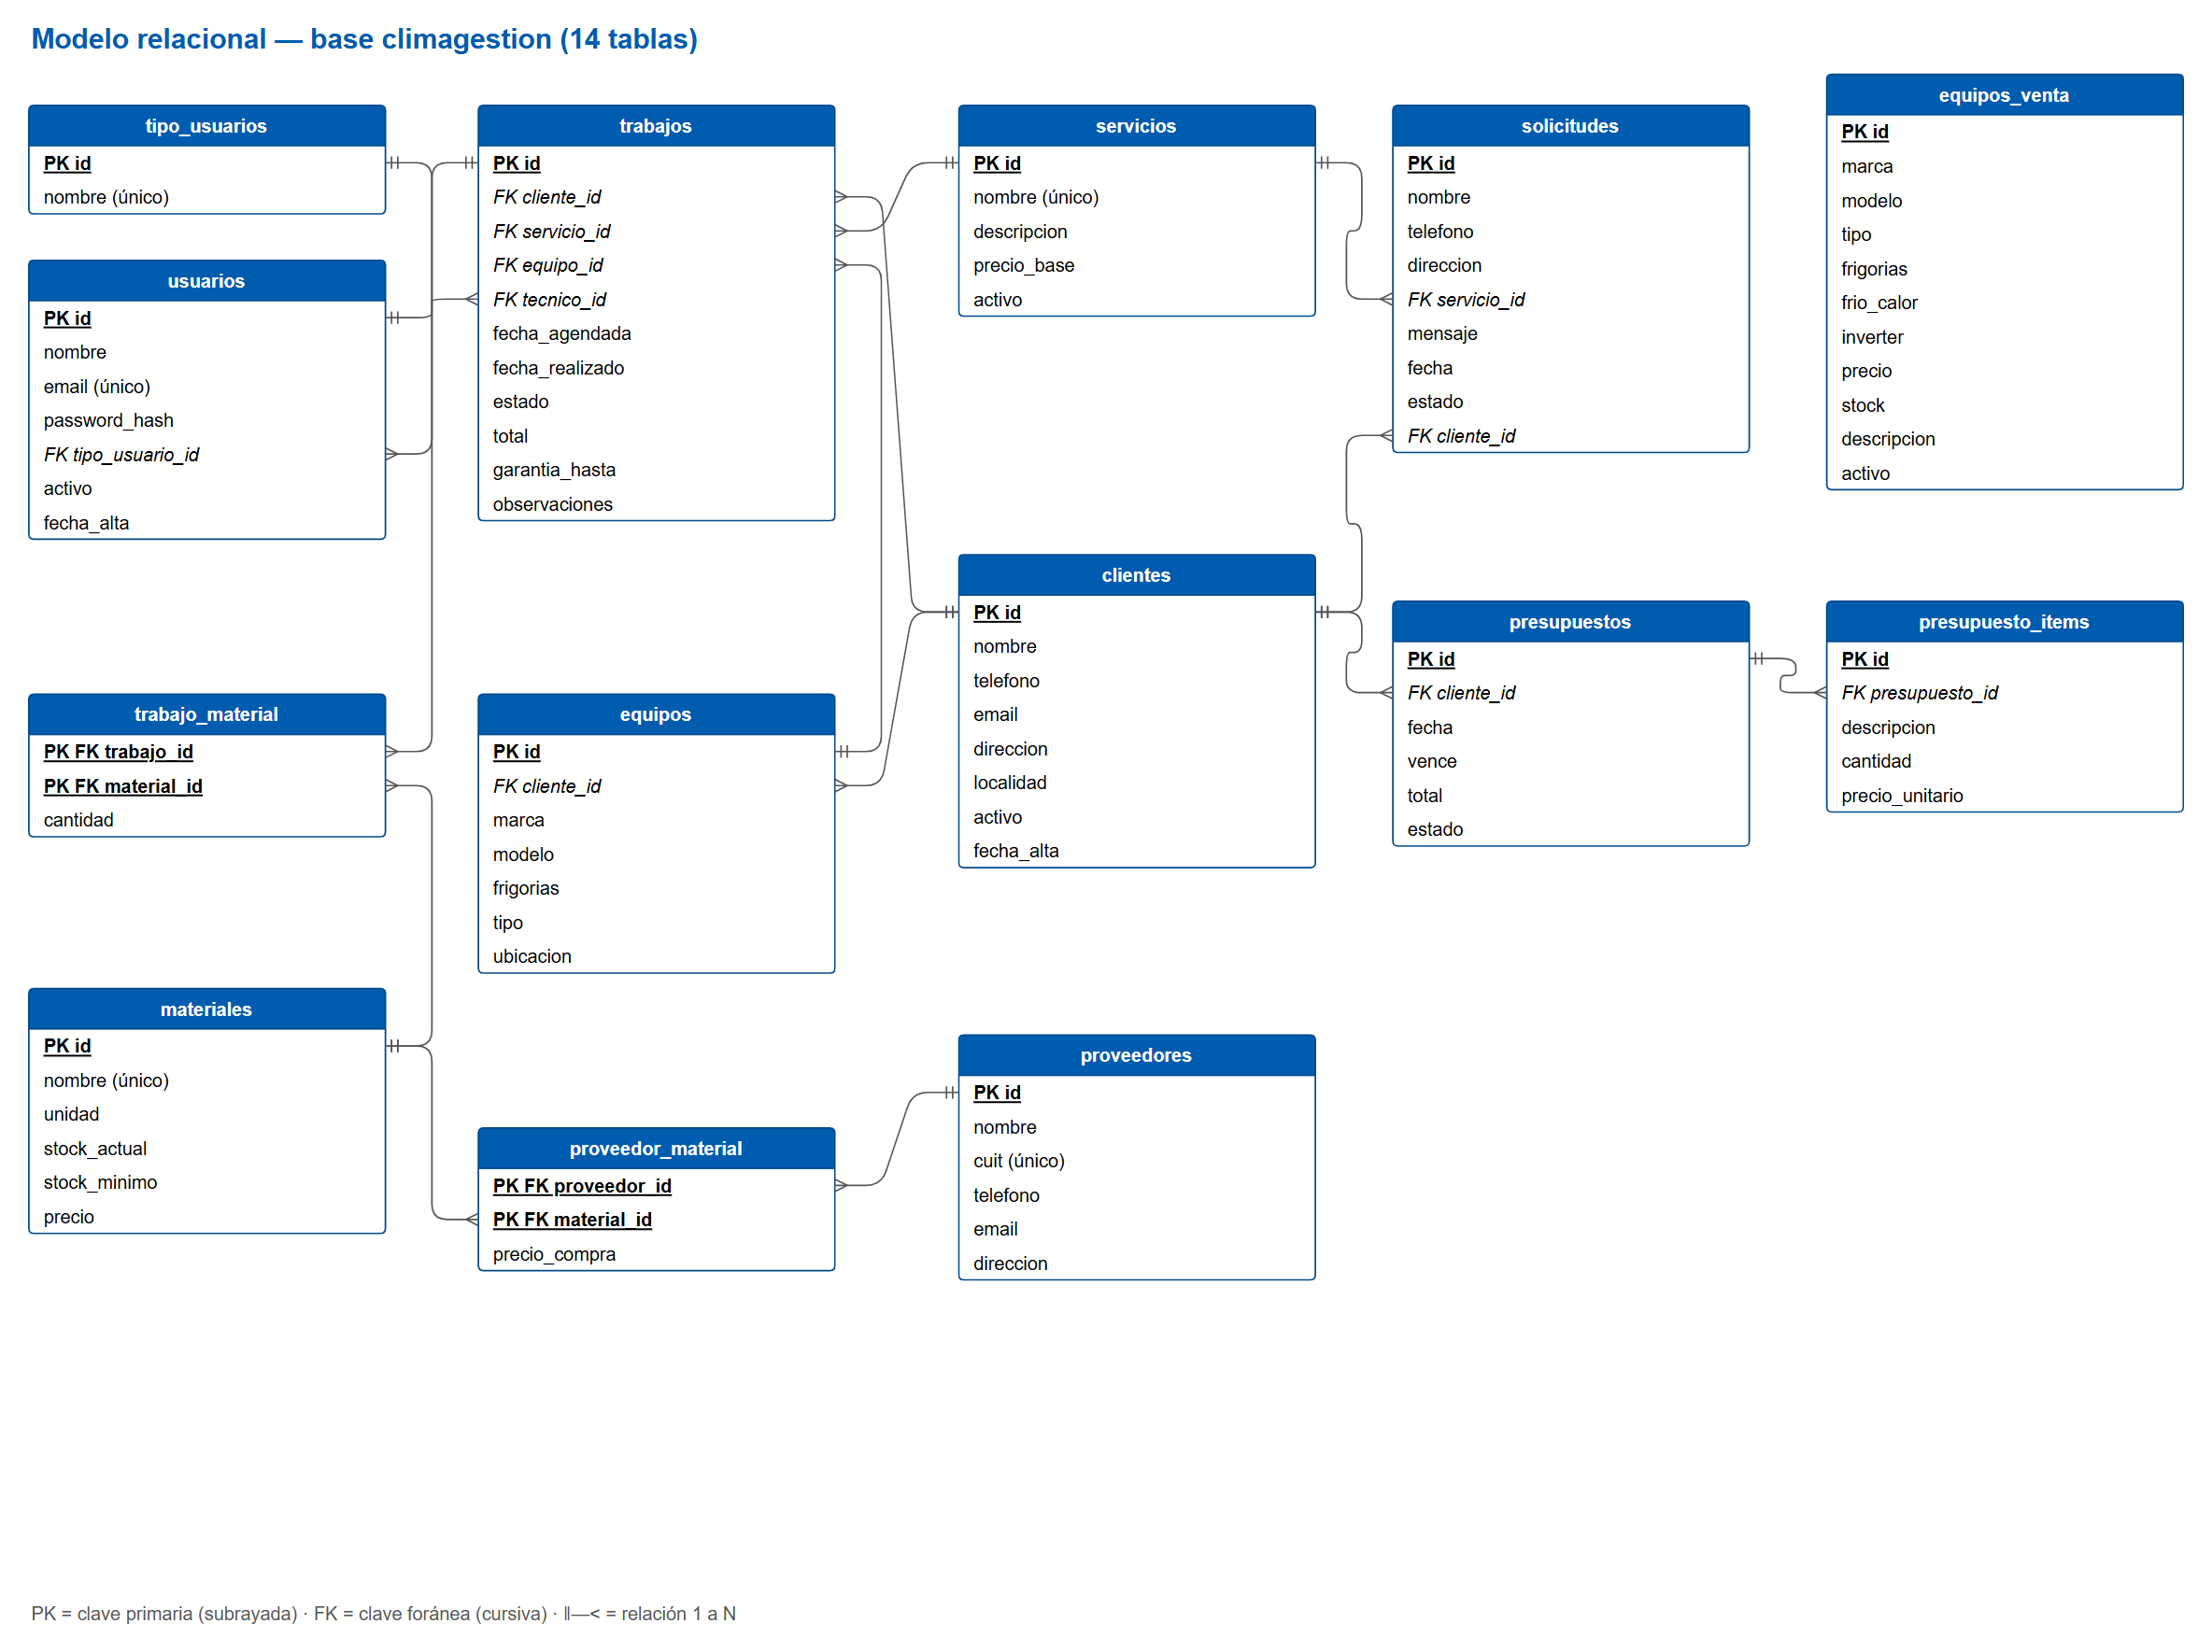 Modelo relacional — base climagestion (14 tablas)
tipo_usuarios
PK id
nombre (único)
usuarios
PK id
nombre
email (único)
password_hash
FK tipo_usuario_id
activo
fecha_alta
trabajo_material
PK FK trabajo_id
PK FK material_id
cantidad
materiales
PK id
nombre (único)
unidad
stock_actual
stock_minimo
precio
trabajos
PK id
FK cliente_id
FK servicio_id
FK equipo_id
FK tecnico_id
fecha_agendada
fecha_realizado
estado
total
garantia_hasta
observaciones
equipos
PK id
FK cliente_id
marca
modelo
frigorias
tipo
ubicacion
proveedor_material
PK FK proveedor_id
PK FK material_id
precio_compra
servicios
PK id
nombre (único)
descripcion
precio_base
activo
clientes
PK id
nombre
telefono
email
direccion
localidad
activo
fecha_alta
proveedores
PK id
nombre
cuit (único)
telefono
email
direccion
solicitudes
PK id
nombre
telefono
direccion
FK servicio_id
mensaje
fecha
estado
FK cliente_id
presupuestos
PK id
FK cliente_id
fecha
vence
total
estado
equipos_venta
PK id
marca
modelo
tipo
frigorias
frio_calor
inverter
precio
stock
descripcion
activo
presupuesto_items
PK id
FK presupuesto_id
descripcion
cantidad
precio_unitario
PK = clave primaria (subrayada) · FK = clave foránea (cursiva) · ‖—< = relación 1 a N